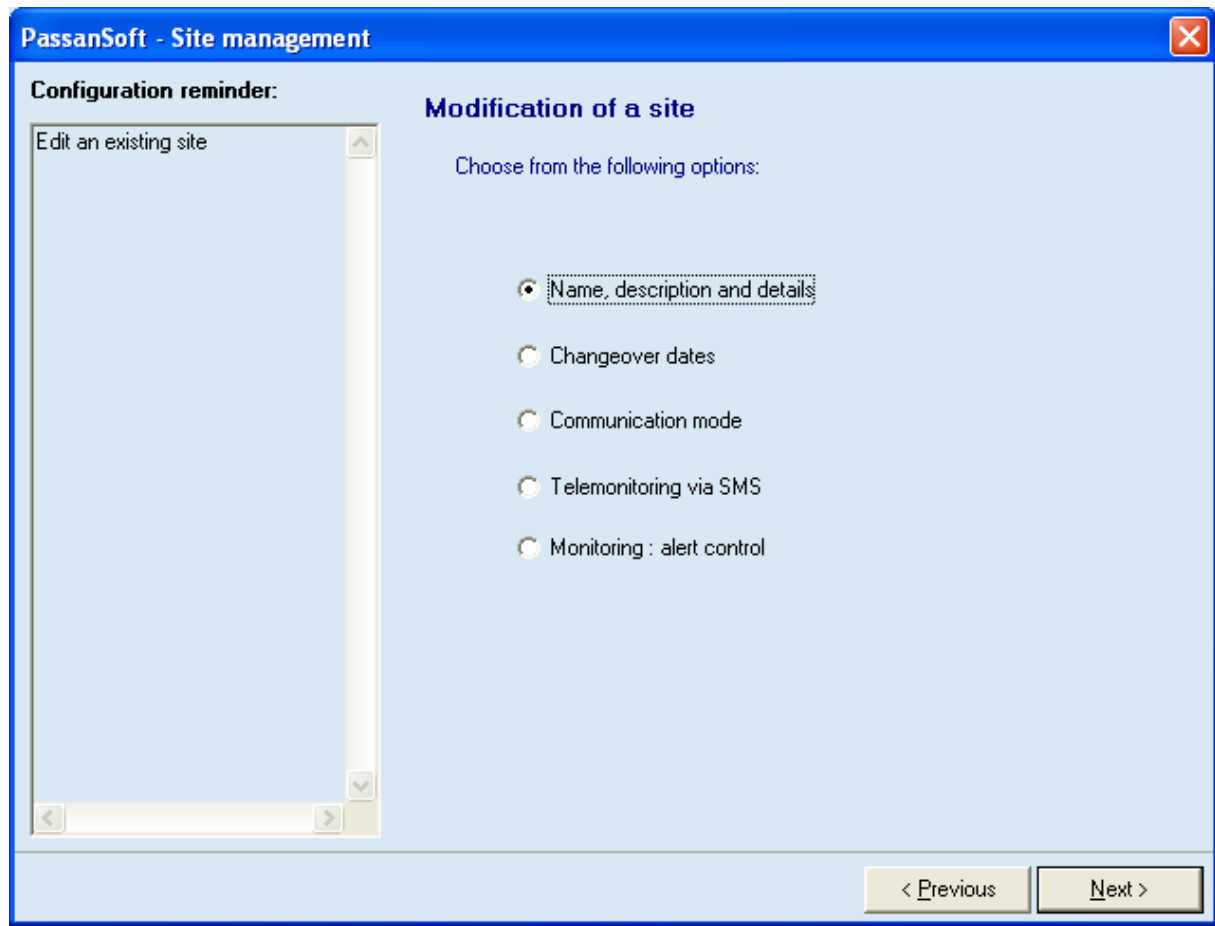 PassanSoft - Site management
Configuration reminder:
Edit an existing site
Modification of a site
Choose from the following options:
Name, description and details
Changeover dates
Communication mode
Telemonitoring via SMS
Monitoring : alert control
< Previous
Next >